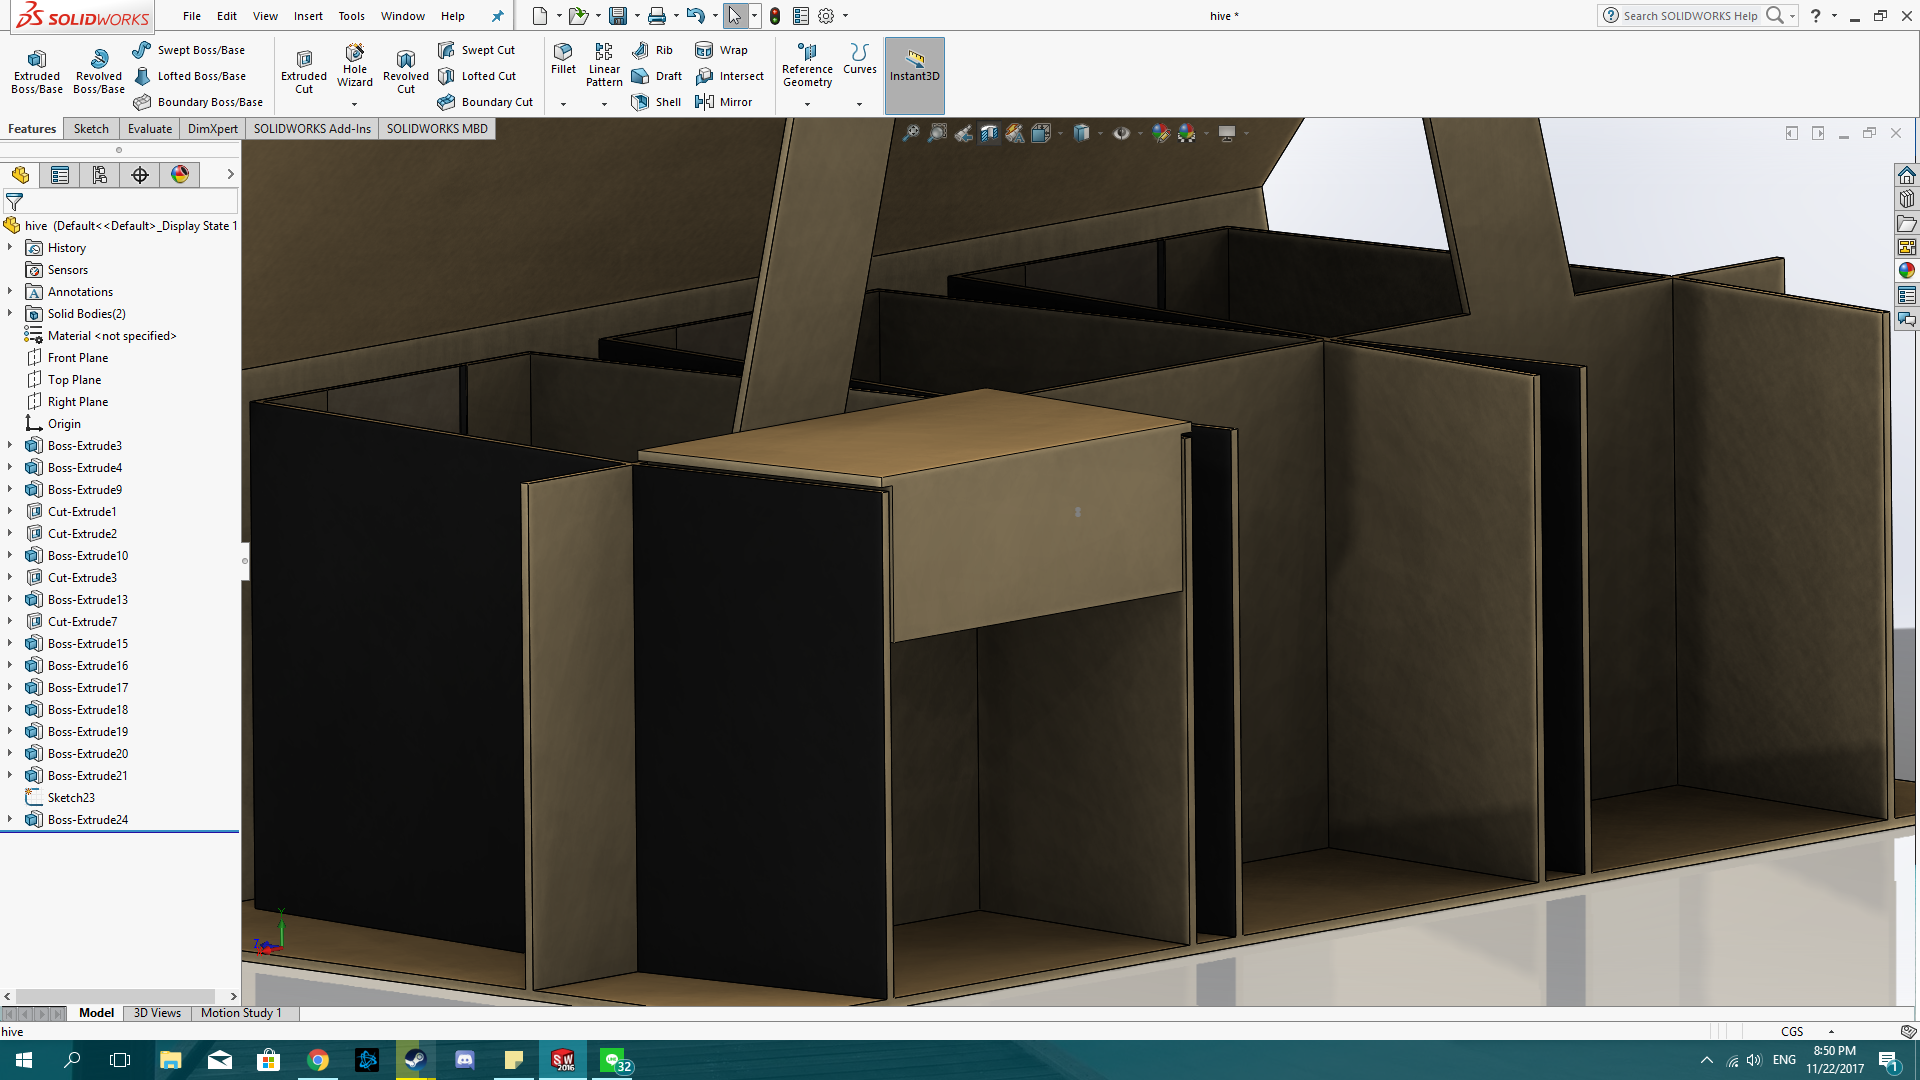 SOLIDWORKS
File Edit View Insert Tools Window Help
hive *
Search SOLIDWORKS Help
?
Extruded Boss/Base
Revolved Boss/Base
Swept Boss/Base
Lofted Boss/Base
Boundary Boss/Base
Extruded Cut
Hole Wizard
Revolved Cut
Swept Cut
Lofted Cut
Boundary Cut
Fillet
Linear Pattern
Rib
Draft
Shell
Wrap
Intersect
Mirror
Reference Geometry
Curves
Instant3D
Features Sketch Evaluate DimXpert SOLIDWORKS Add-Ins SOLIDWORKS MBD
hive (Default<<Default>_Display State 1
History
Sensors
Annotations
Solid Bodies(2)
Material <not specified>
Front Plane
Top Plane
Right Plane
Origin
Boss-Extrude3
Boss-Extrude4
Boss-Extrude9
Cut-Extrude1
Cut-Extrude2
Boss-Extrude10
Cut-Extrude3
Boss-Extrude13
Cut-Extrude7
Boss-Extrude15
Boss-Extrude16
Boss-Extrude17
Boss-Extrude18
Boss-Extrude19
Boss-Extrude20
Boss-Extrude21
Sketch23
Boss-Extrude24
Y
Z
Model 3D Views Motion Study 1
hive
CGS
SW 2016
32
ENG
8:50 PM
11/22/2017
1